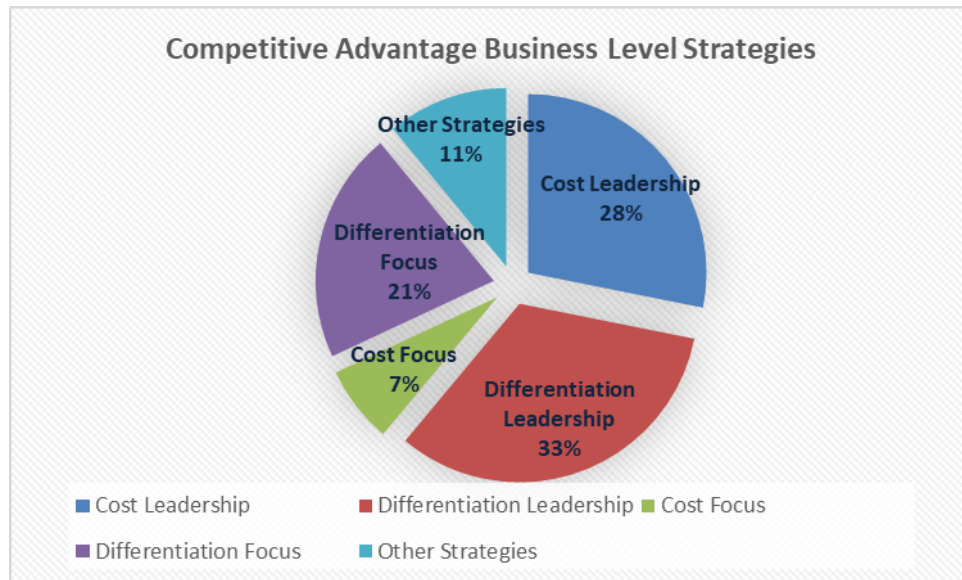 Competitive Advantage Business Level Strategies
Other Strategies
11%
Cost Leadership
28%
Differentiation
Focus
21%
Cost Focus
7%
Differentiation
Leadership
33%
Cost Leadership
Differentiation Leadership
Cost Focus
Differentiation Focus
Other Strategies